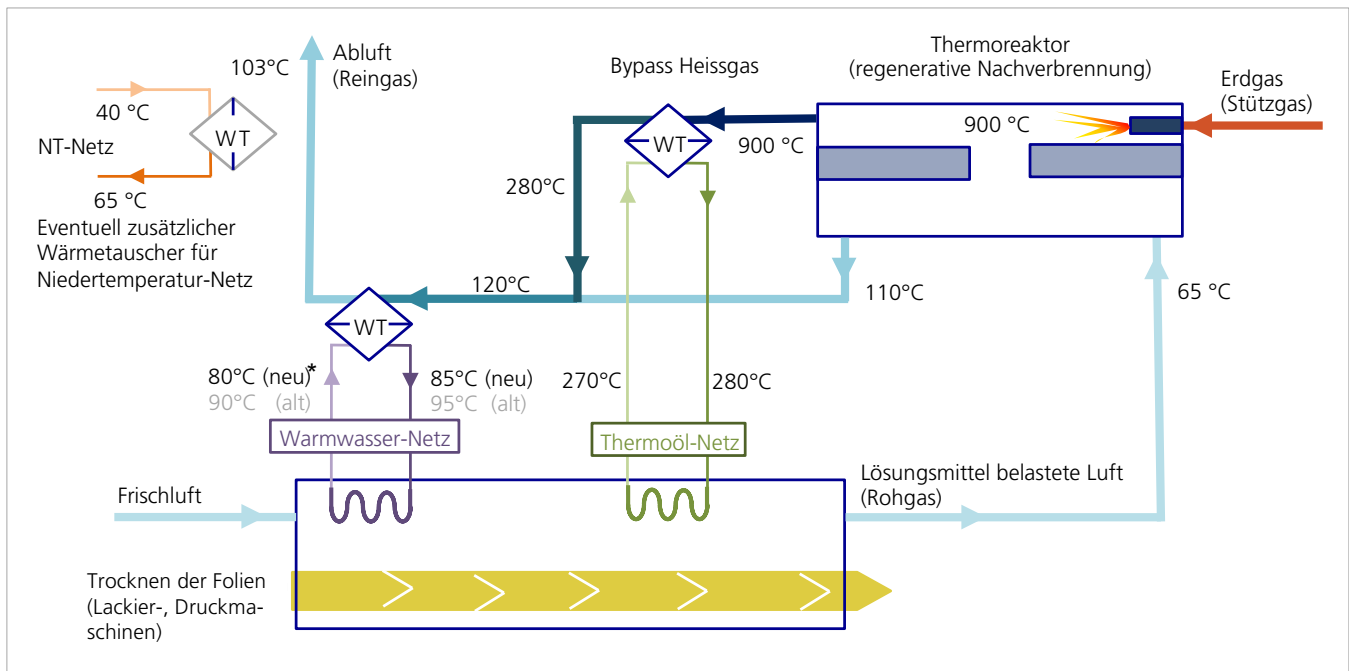 103°C
Abluft
(Reingas)
Bypass Heissgas
Thermoreaktor
(regenerative Nachverbrennung)
Erdgas
(Stützgas)
40 °C
WT
NT-Netz
65 °C
Eventuell zusätzlicher
Wärmetauscher für
Niedertemperatur-Netz
WT
900 °C
900 °C
280°C
120°C
110°C
65 °C
WT
80°C (neu)*
90°C (alt)
85°C (neu)
95°C (alt)
270°C
280°C
Warmwasser-Netz
Thermoöl-Netz
Frischluft
Lösungsmittel belastete Luft
(Rohgas)
Trocknen der Folien
(Lackier-, Druckma-
schinen)